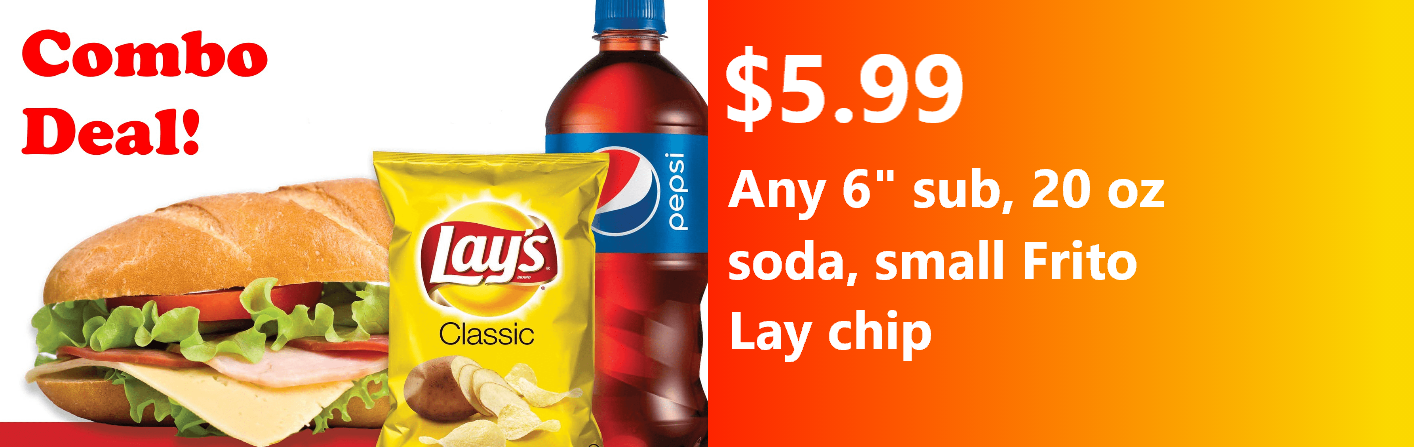 Combo
Deal!
pepsi
Lay's
Classic
$5.99
Any 6" sub, 20 oz
soda, small Frito
Lay chip